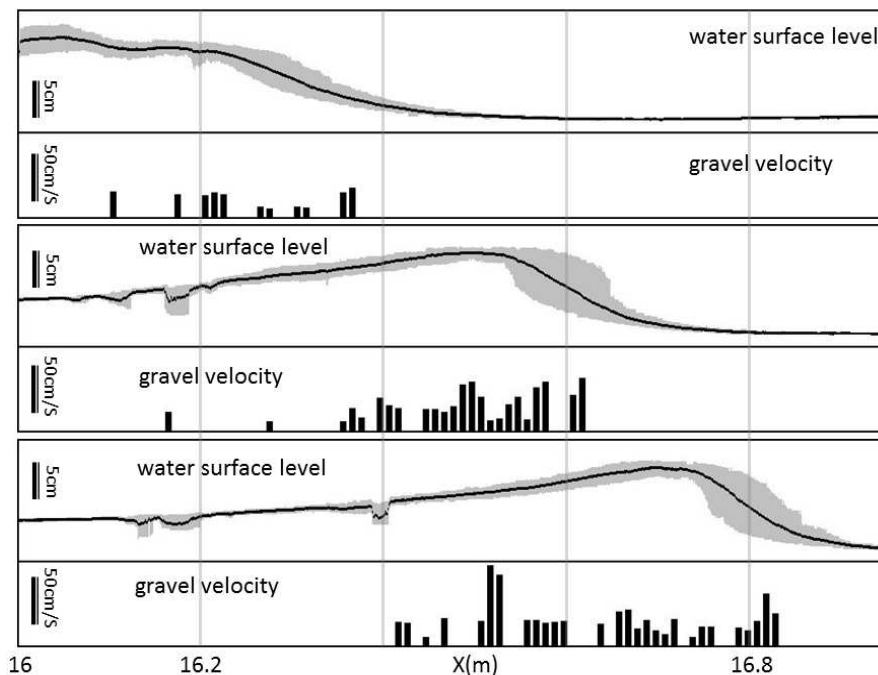 water surface level
5cm
gravel velocity
50cm/s
water surface level
5cm
gravel velocity
50cm/s
water surface level
5cm
gravel velocity
50cm/s
16 16.2 X(m) 16.8